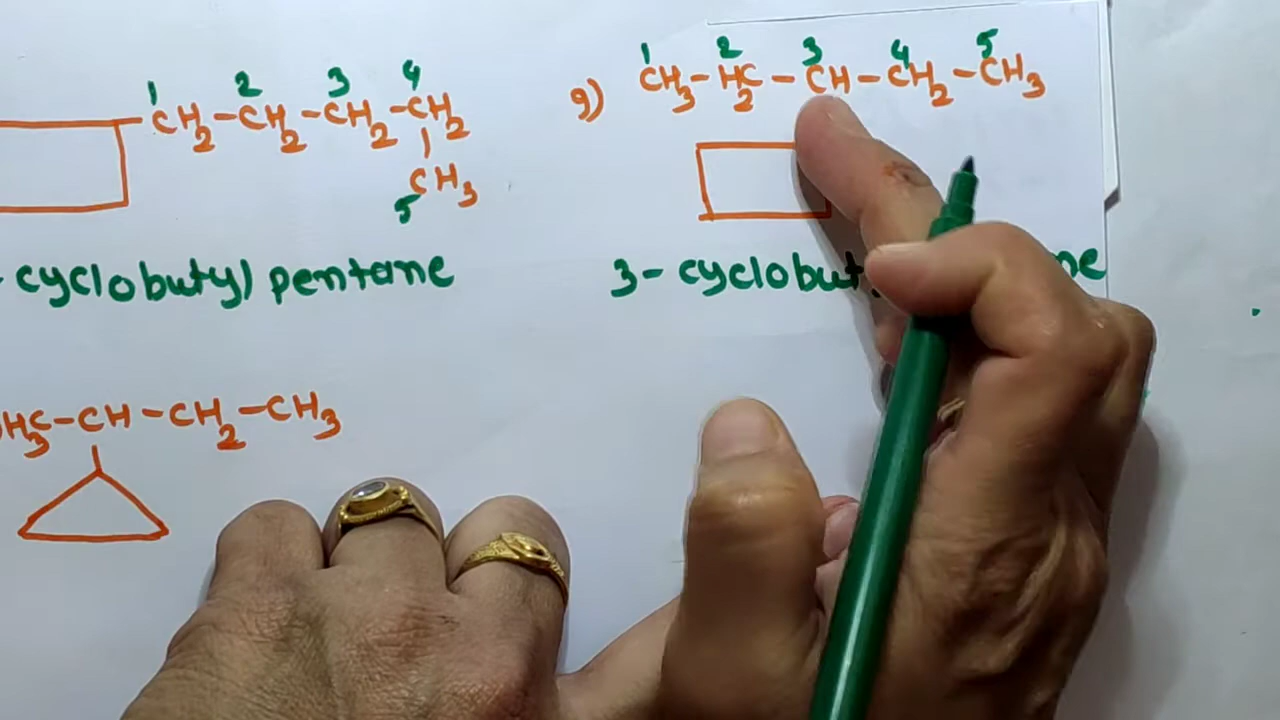 1 2 3 4
CH2-CH2-CH2-CH2
CH3
5
- cyclobutyl pentane
H3C-CH-CH2-CH3
1 2 3 4 5
9) CH3-H2C-CH-CH2-CH3
3- cyclobut